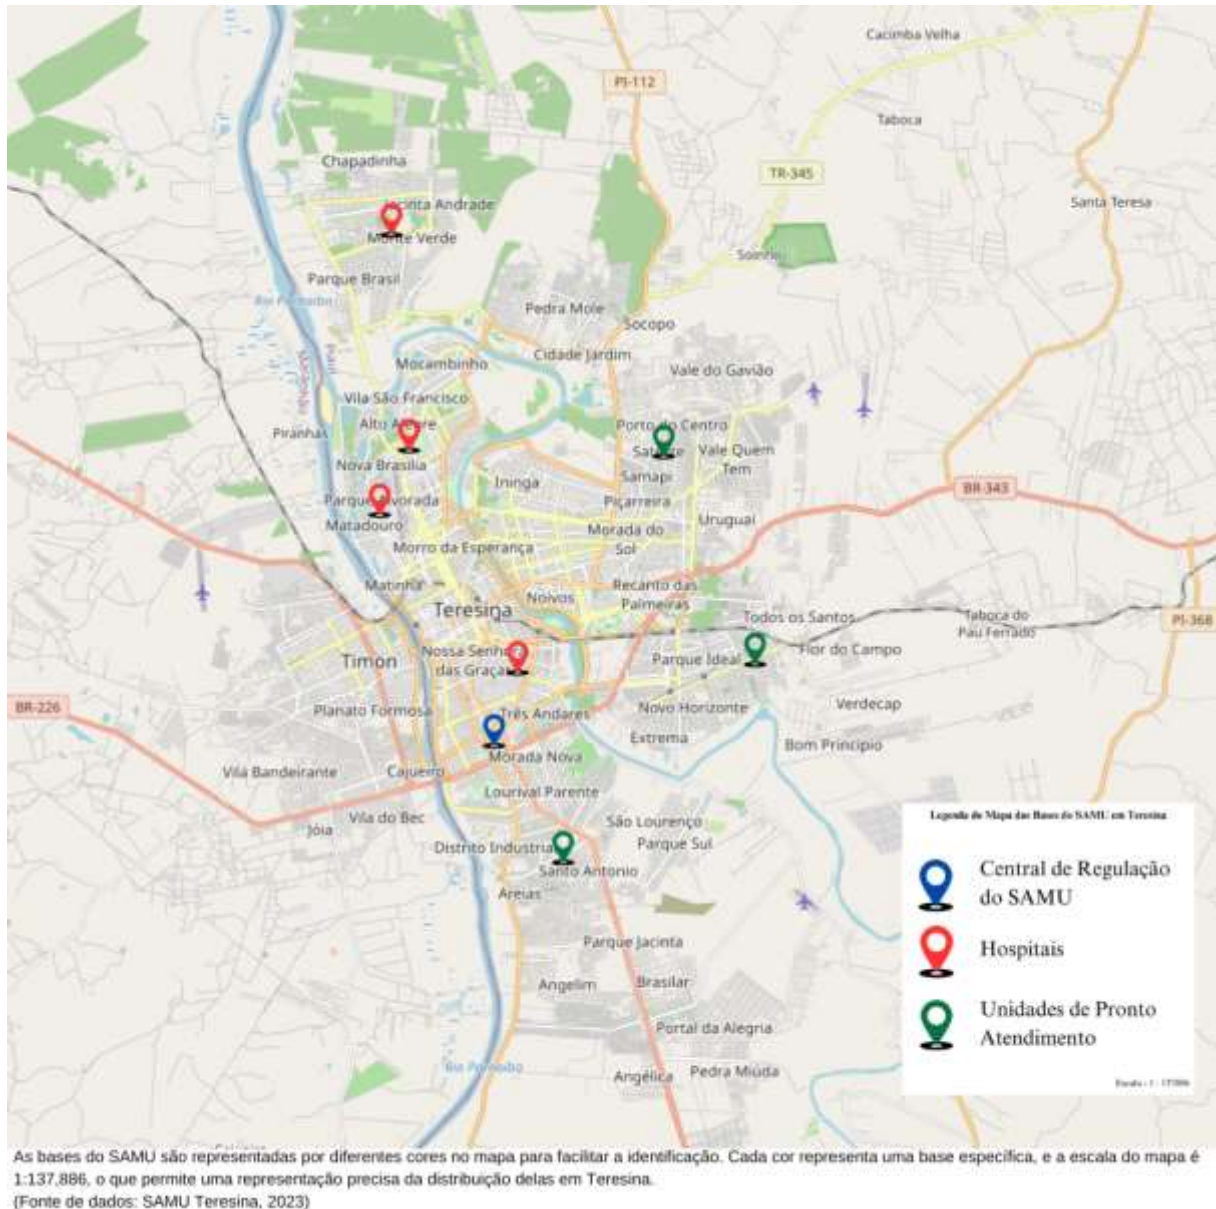 Cacimba Velha
PI-112
Taboca
Chapadinha
TR-345
Jacinta Andrade
Santa Teresa
Monte Verde
Socorro
Parque Brasil
Rio Parnaíba
Pedra Mole
Socopo
Piauí
Maranhão
Mocambinho
Cidade Jardim
Vale do Gavião
Vila São Francisco
Alto Alegre
Porto do Centro
Piranhas
Nova Brasília
Vale Quem
Tem
Samapi
Ininga
BR-343
Parque Alvorada
Piçarreira
Matadouro
Uruguai
Morada do
Sol
Morro da Esperança
Matinha
Noivos
Recanto das
Palmeiras
Teresina
Todos os Santos
Taboca do
Pau Ferrado
PI-368
Nossa Senhora
das Graças
Timon
Parque Ideal
Flor do Campo
BR-226
Planato Formosa
Três Andares
Novo Horizonte
Verdecap
Extrema
Bom Princípio
Morada Nova
Vila Bandeirante
Cajueiro
Lourival Parente
Vila do Bec
Jóia
São Lourenço
Parque Sul
Distrito Industrial
Santo Antonio
Areias
Parque Jacinta
Angelim
Brasilar
Portal da Alegria
Rio Parnaíba
Angélica
Pedra Miúda
Legenda do Mapa das Bases do SAMU em Teresina
Central de Regulação
do SAMU
Hospitais
Unidades de Pronto
Atendimento
As bases do SAMU são representadas por diferentes cores no mapa para facilitar a identificação. Cada cor representa uma base específica, e a escala do mapa é
1:137,886, o que permite uma representação precisa da distribuição delas em Teresina.
(Fonte de dados: SAMU Teresina, 2023)